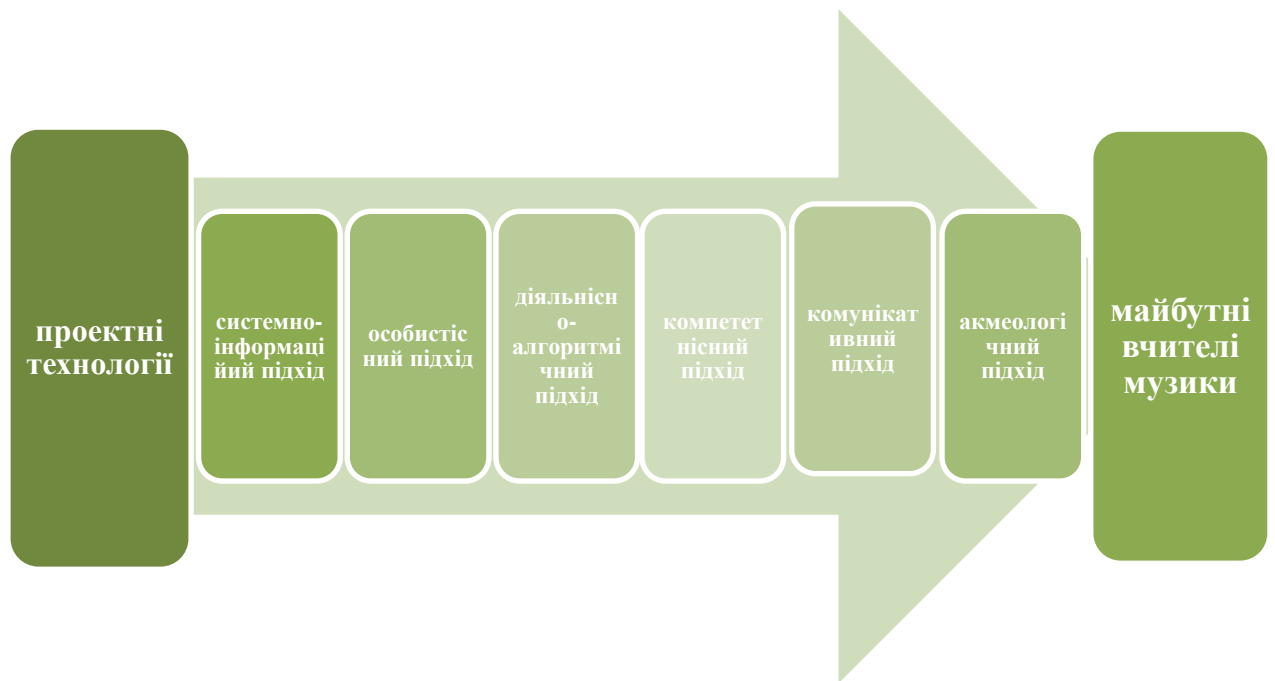 проектні
технології
системно-
інформаці
йий підхід
особистіс
ний підхід
діяльнісн
о-
алгоритмі
чний
підхід
компетет
нісний
підхід
комунікат
ивний
підхід
акмеологі
чний
підхід
майбутні
вчителі
музики